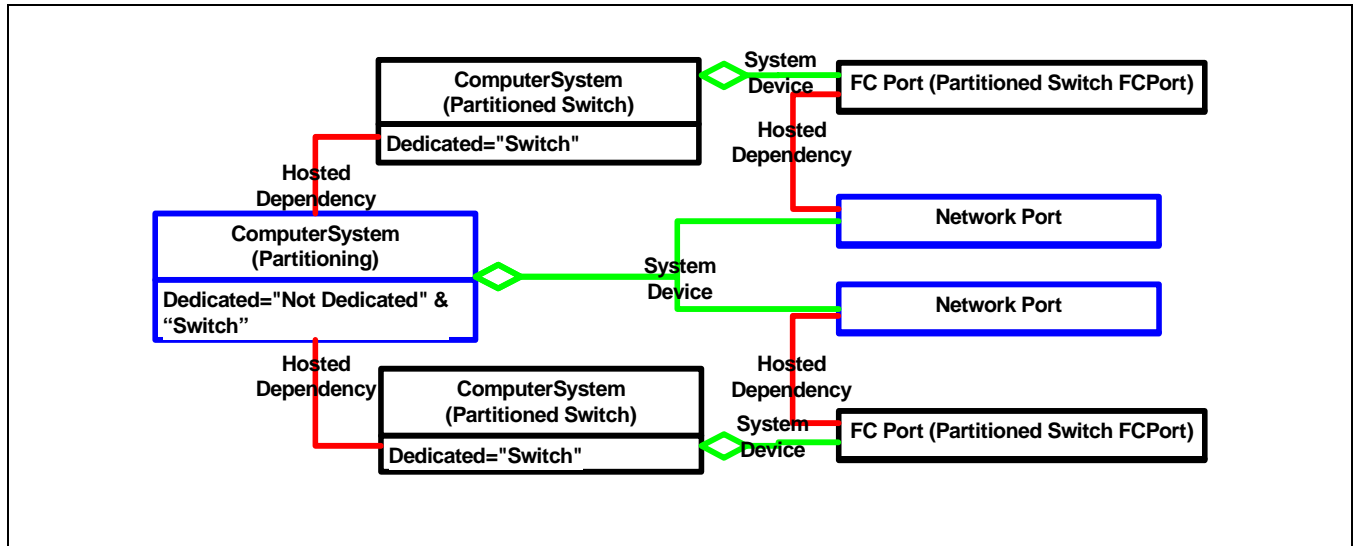 ComputerSystem
(Partitioned Switch)
Dedicated="Switch"
System
Device
FC Port (Partitioned Switch FCPort)
Hosted
Dependency
Hosted
Dependency
ComputerSystem
(Partitioning)
Dedicated="Not Dedicated" &
“Switch”
System
Device
Network Port
Network Port
Hosted
Dependency
Hosted
Dependency
ComputerSystem
(Partitioned Switch)
Dedicated="Switch"
System
Device
FC Port (Partitioned Switch FCPort)